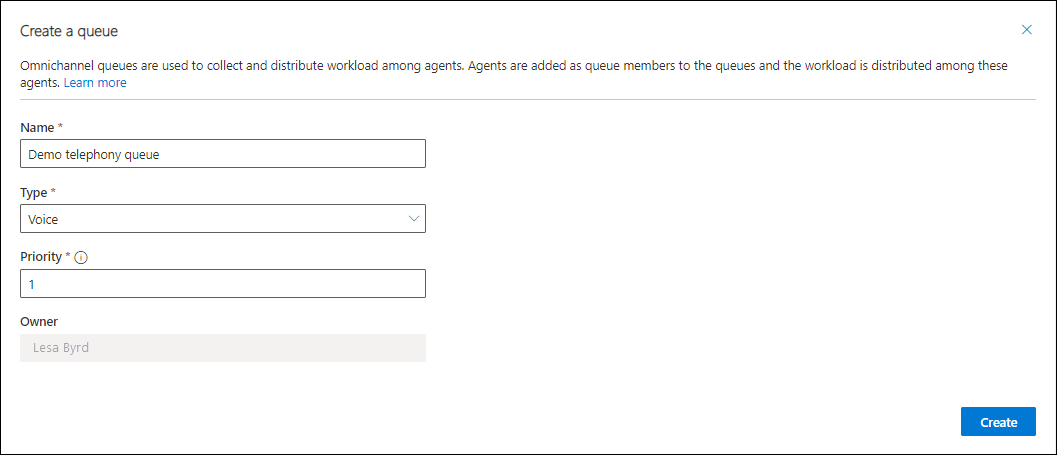 Create a queue
Omnichannel queues are used to collect and distribute workload among agents. Agents are added as queue members to the queues and the workload is distributed among these
agents. Learn more
Name *
Demo telephony queue
Type *
Voice
Priority *
1
Owner
Lesa Byrd
Create